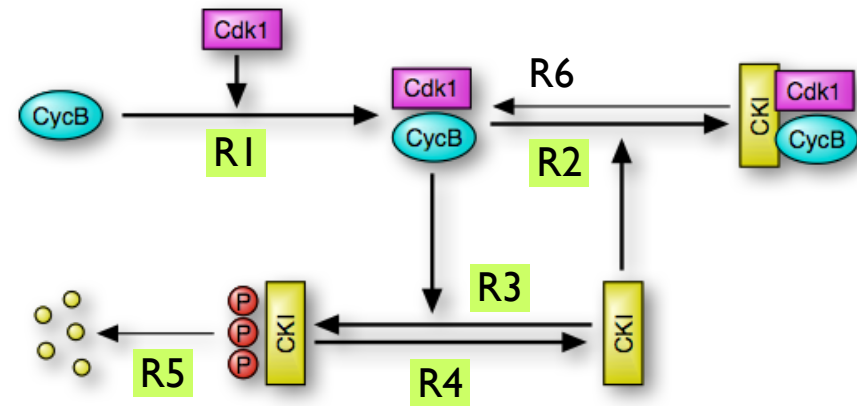 Cdk1
CycB
R1
Cdk1
CycB
R6
R2
CKI
Cdk1
CycB
R3
P
P
P
CKI
CKI
R5
R4